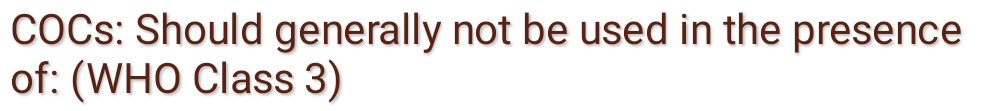 COCs: Should generally not be used in the presence
of: (WHO Class 3)